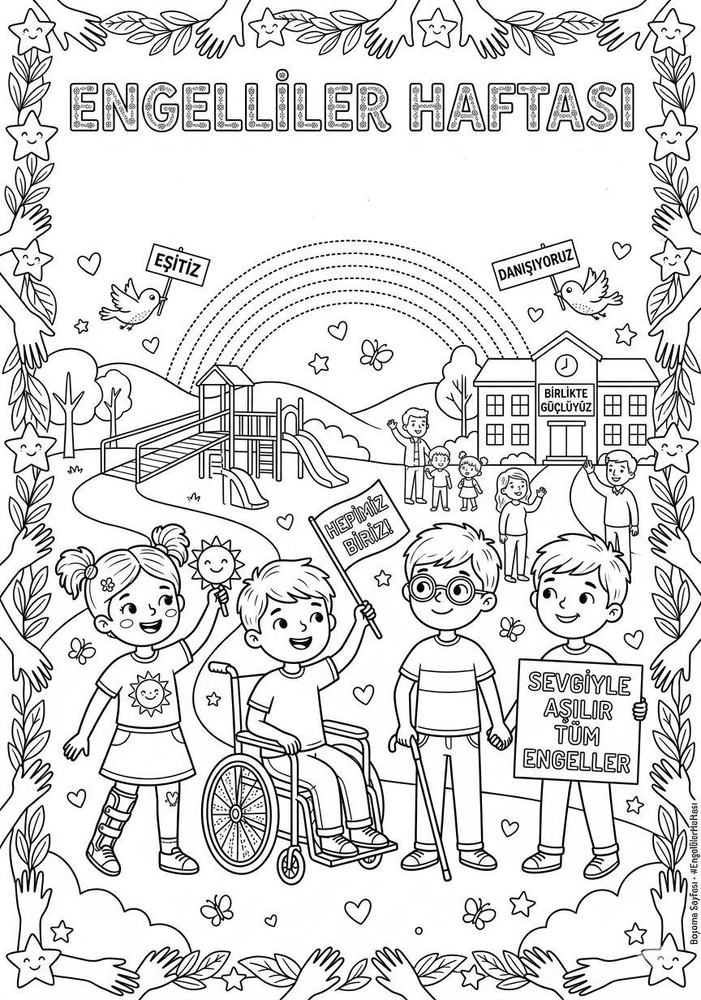 ENGELLİLER HAFTASI
EŞİTİZ
DANIŞIYORUZ
BİRLİKTE
GÜÇLÜYÜZ
HEPİMİZ
BİRİZ!
SEVGİYLE
AŞILIR
TÜM
ENGELLER
Boyama Sayfası - #EngellilerHaftası